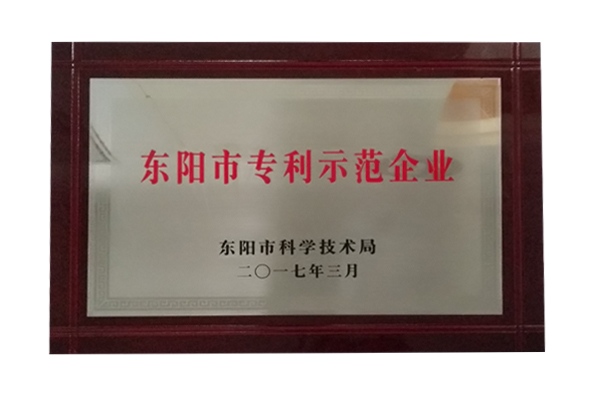 东阳市专利示范企业
东阳市科学技术局
二〇一七年三月